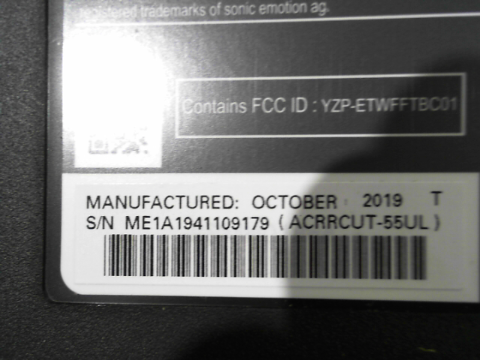 registered trademarks of sonic emotion ag.
Contains FCC ID : YZP-ETWFFTBC01
MANUFACTURED: OCTOBER 2019 T
S/N ME1A1941109179 ( ACRRCUT-55UL )